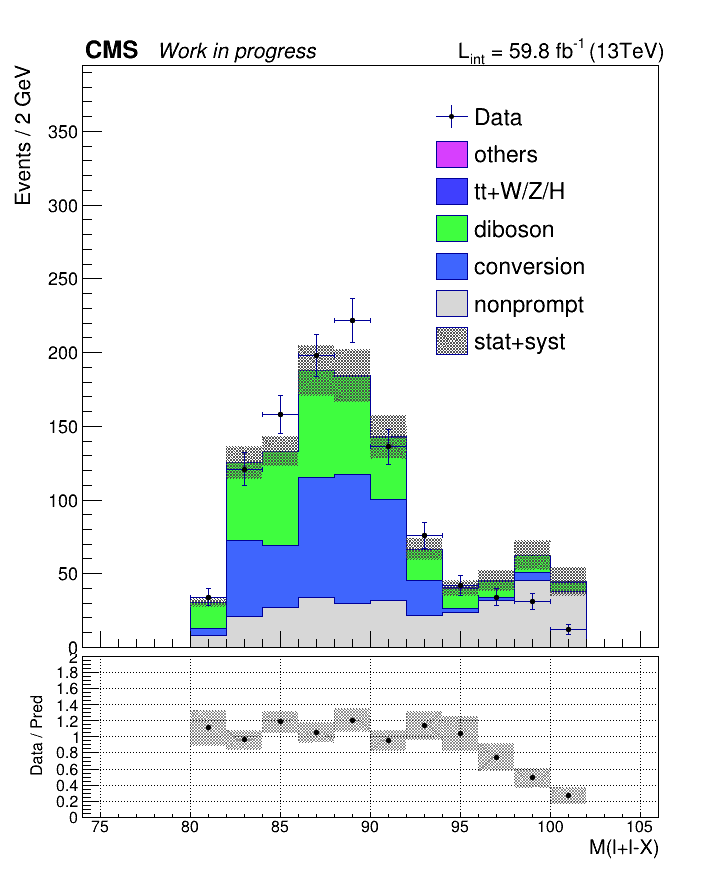 CMS Work in progress L_int = 59.8 fb^-1 (13TeV)
Events / 2 GeV
350
300
250
200
150
100
50
0
Data
others
tt+W/Z/H
diboson
conversion
nonprompt
stat+syst
Data / Pred
2
1.8
1.6
1.4
1.2
1
0.8
0.6
0.4
0.2
0
75 80 85 90 95 100 105
M(l+l-X)